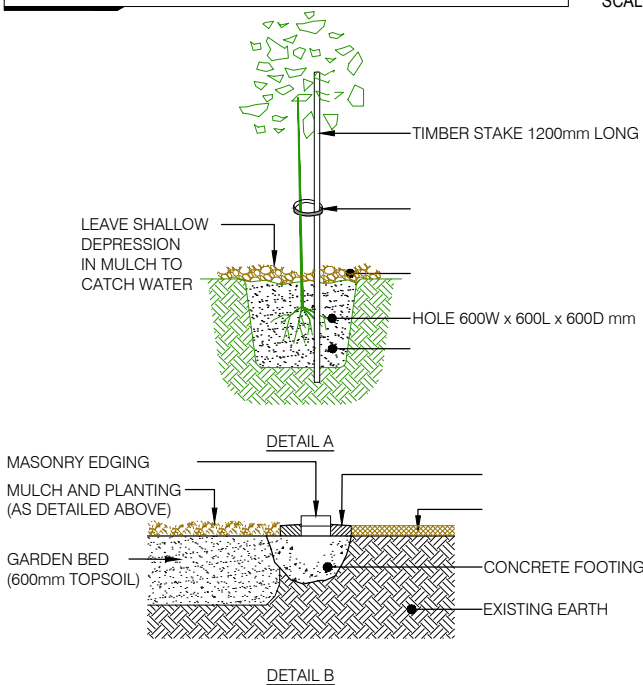 SCAL
TIMBER STAKE 1200mm LONG
LEAVE SHALLOW
DEPRESSION
IN MULCH TO
CATCH WATER
HOLE 600W x 600L x 600D mm
DETAIL A
MASONRY EDGING
MULCH AND PLANTING
(AS DETAILED ABOVE)
GARDEN BED
(600mm TOPSOIL)
CONCRETE FOOTING
EXISTING EARTH
DETAIL B